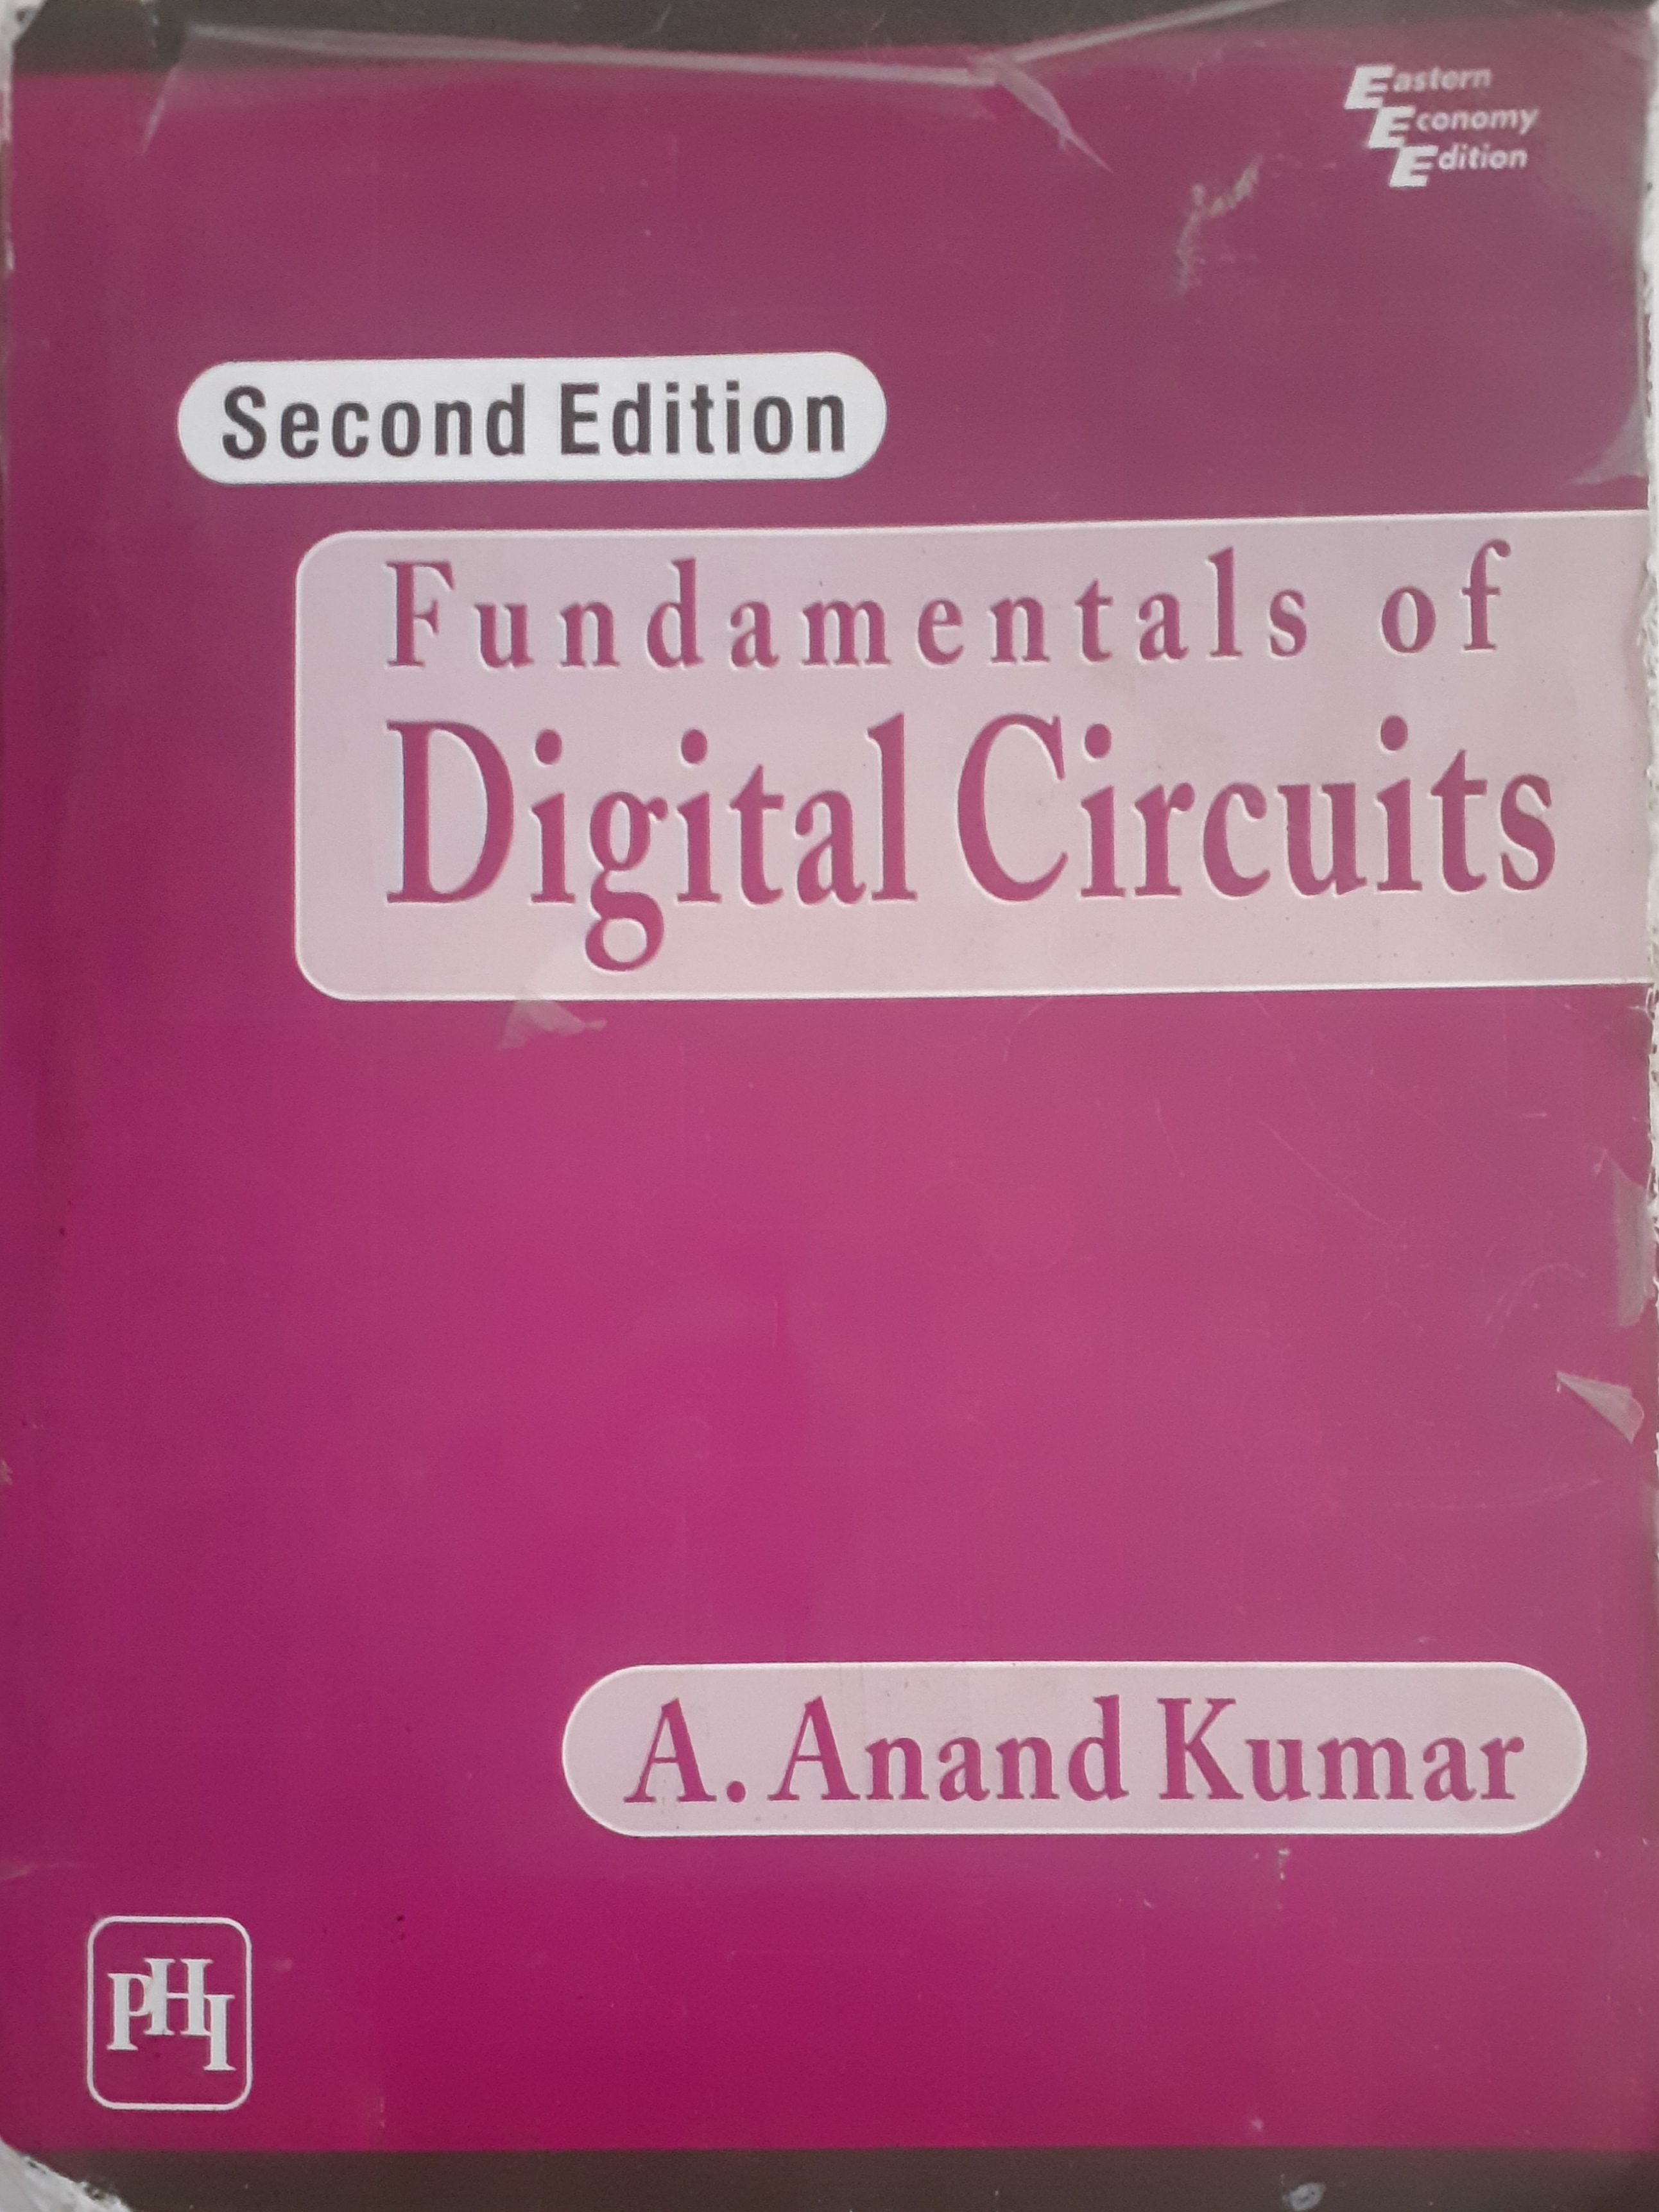 Eastern
Economy
Edition
Second Edition
Fundamentals of
Digital Circuits
A. Anand Kumar
PHI